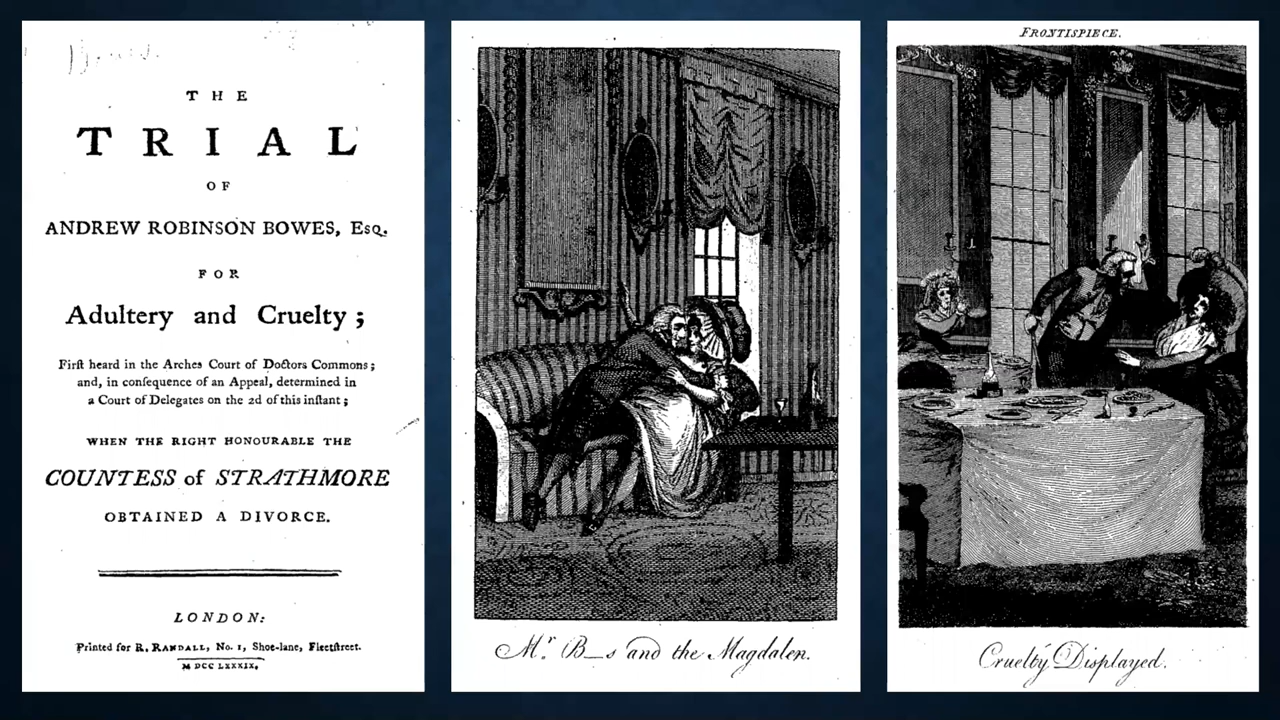 THE
TRIAL
OF
ANDREW ROBINSON BOWES, Esq.
FOR
Adultery and Cruelty;
Firſt heard in the Arches Court of Doctors Commons;
and, in conſequence of an Appeal, determined in
a Court of Delegates on the 2d of this inſtant;
WHEN THE RIGHT HONOURABLE THE
COUNTESS of STRATHMORE
OBTAINED A DIVORCE.
LONDON:
Printed for R. RANDALL, No. 1, Shoe-lane, Fleetſtreet.
M DCC LXXXIX.
Mr. B—s and the Magdalen.
FRONTISPIECE.
Cruelty Displayed.